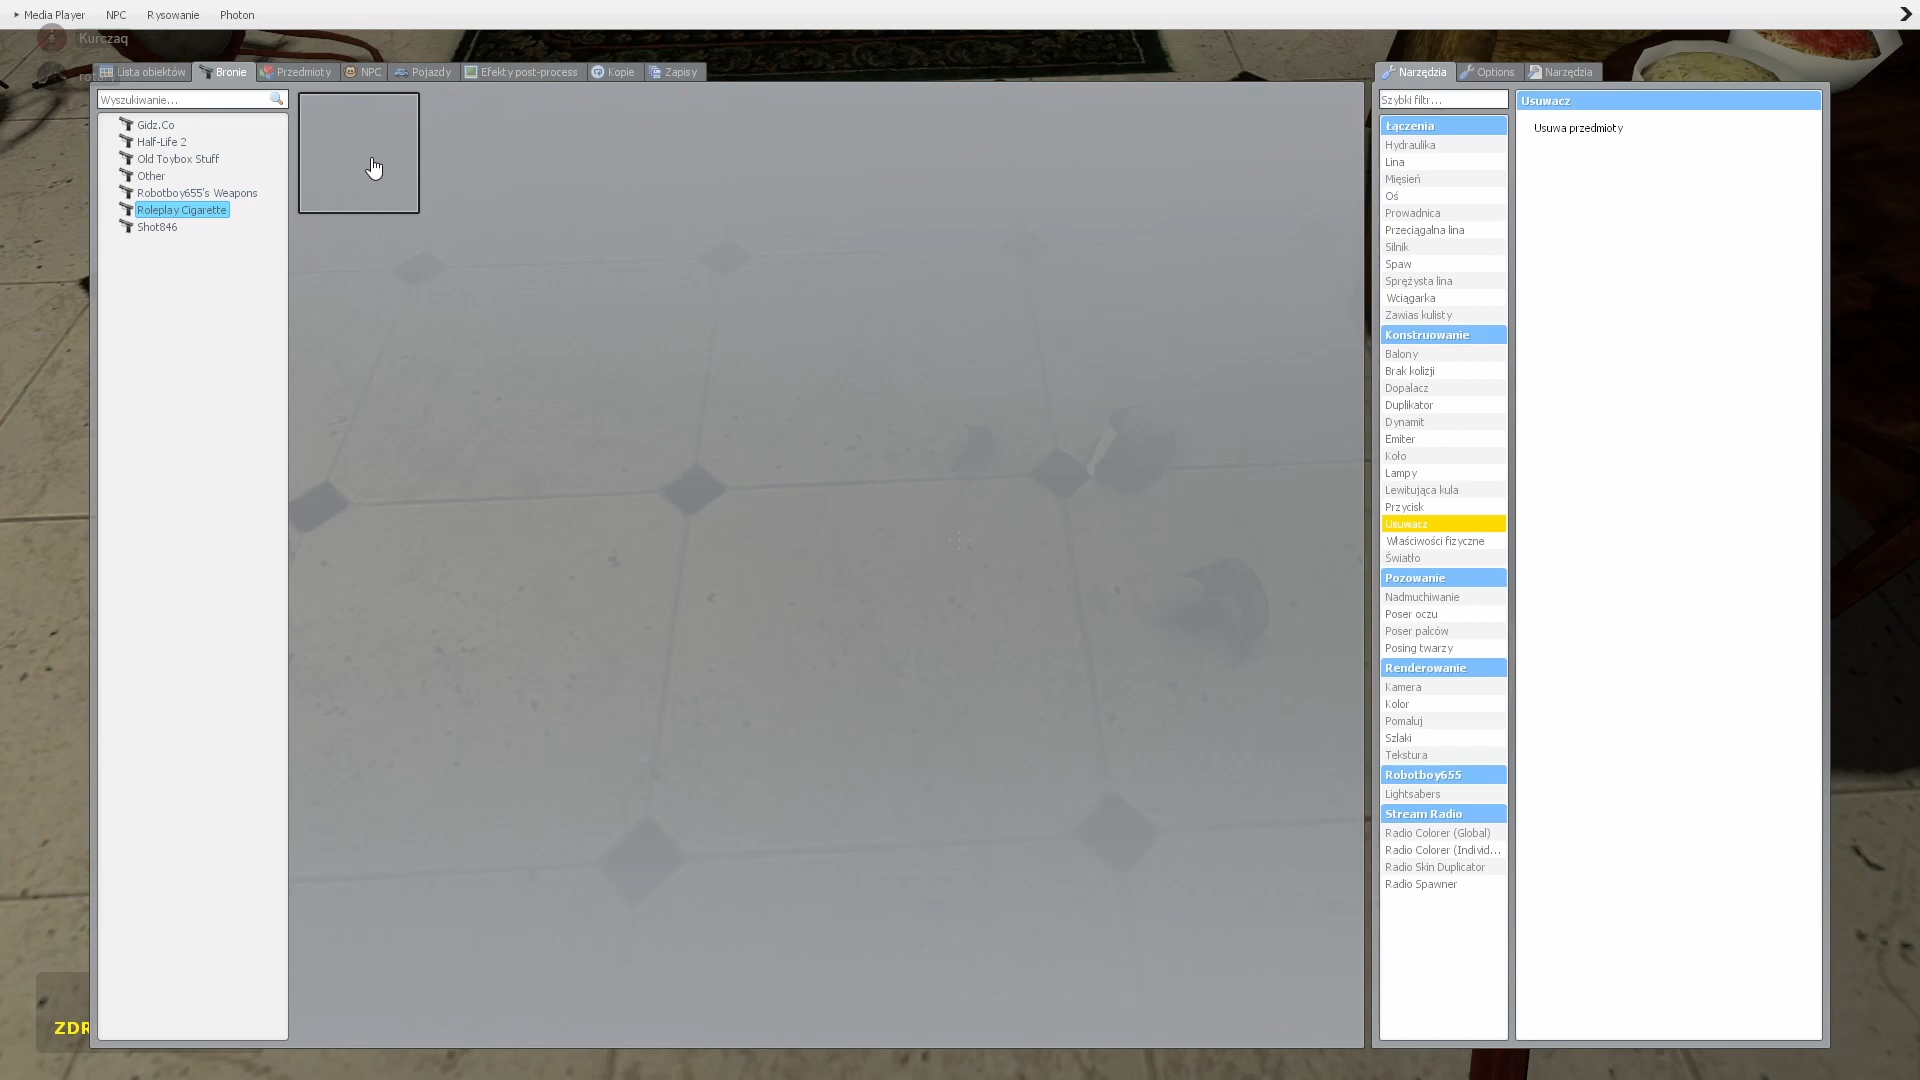 Media Player NPC Rysowanie Photon
Kurczaq
Lista obiektów Bronie Przedmioty NPC Pojazdy Efekty post-process Kopie Zapisy
Wyszukiwanie...
Gidz.Co
Half-Life 2
Old Toybox Stuff
Other
Robotboy655's Weapons
Roleplay Cigarette
Shot846
ZDR
Narzędzia Options Narzędzia
Szybki filtr...
Łączenia
Hydraulika
Lina
Mięsień
Oś
Prowadnica
Przeciągalna lina
Silnik
Spaw
Sprężysta lina
Wciągarka
Zawias kulisty
Konstruowanie
Balony
Brak kolizji
Dopalacz
Duplikator
Dynamit
Emiter
Koło
Lampy
Lewitująca kula
Przycisk
Usuwacz
Właściwości fizyczne
Światło
Pozowanie
Nadmuchiwanie
Poser oczu
Poser palców
Posing twarzy
Renderowanie
Kamera
Kolor
Pomaluj
Szlaki
Tekstura
Robotboy655
Lightsabers
Stream Radio
Radio Colorer (Global)
Radio Colorer (Individ...
Radio Skin Duplicator
Radio Spawner
Usuwacz
Usuwa przedmioty